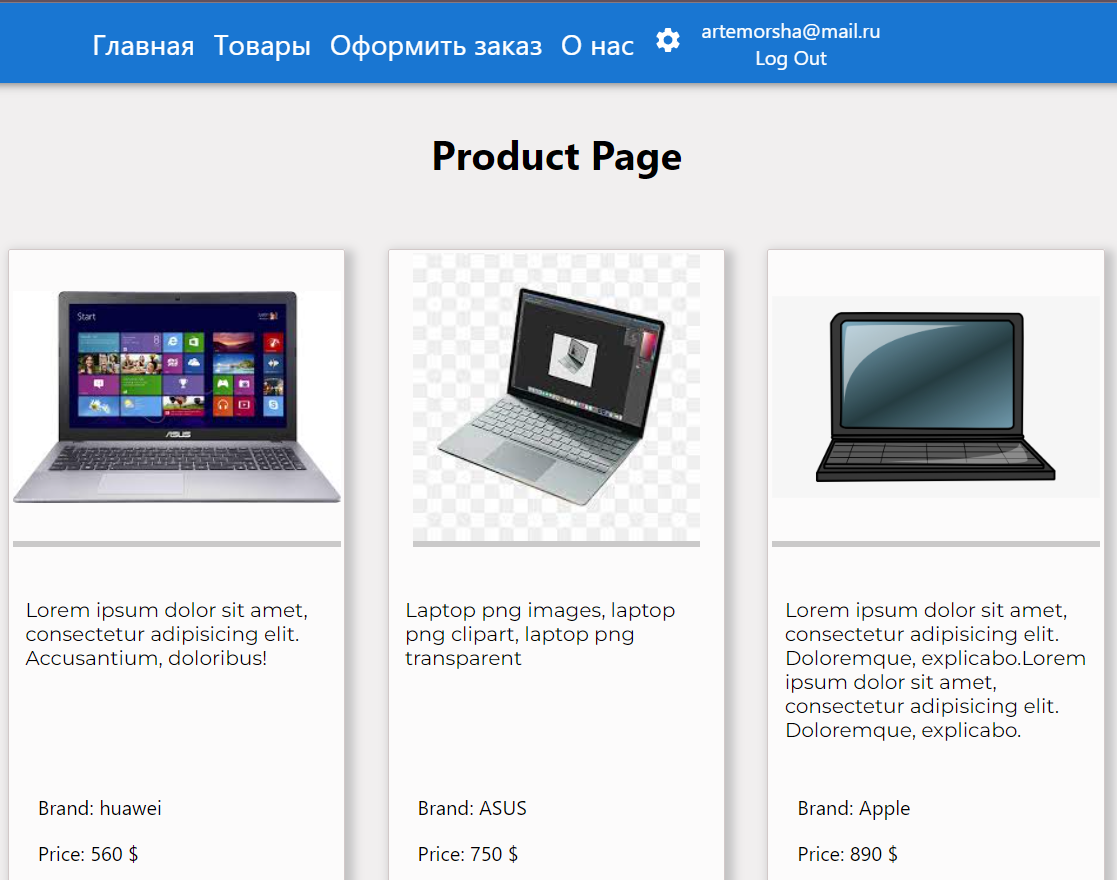 Главная Товары Оформить заказ О нас
artemorsha@mail.ru
Log Out
Product Page
Start
ASUS
Lorem ipsum dolor sit amet,
consectetur adipisicing elit.
Accusantium, doloribus!
Brand: huawei
Price: 560 $
Laptop png images, laptop
png clipart, laptop png
transparent
Brand: ASUS
Price: 750 $
Lorem ipsum dolor sit amet,
consectetur adipisicing elit.
Doloremque, explicabo.Lorem
ipsum dolor sit amet,
consectetur adipisicing elit.
Doloremque, explicabo.
Brand: Apple
Price: 890 $